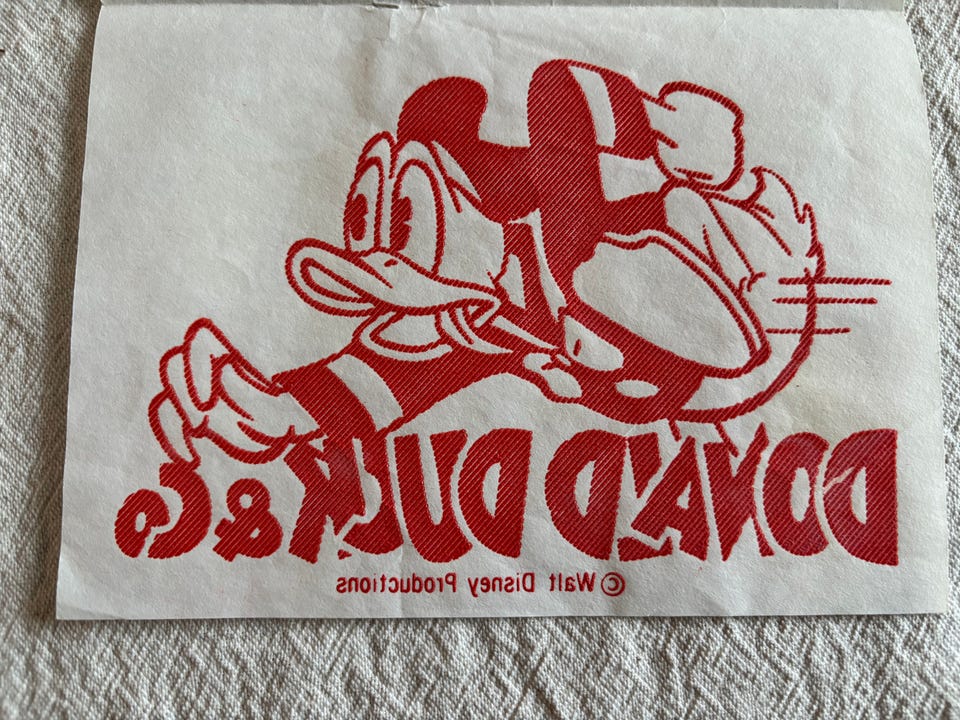 DONALD DUCK & Co
© Walt Disney Productions